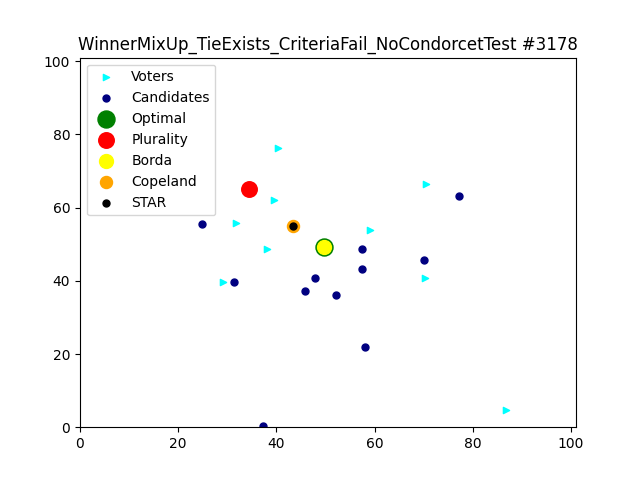 WinnerMixUp_TieExists_CriteriaFail_NoCondorcetTest #3178
Voters
Candidates
Optimal
Plurality
Borda
Copeland
STAR
100
80
60
40
20
0
0 20 40 60 80 100